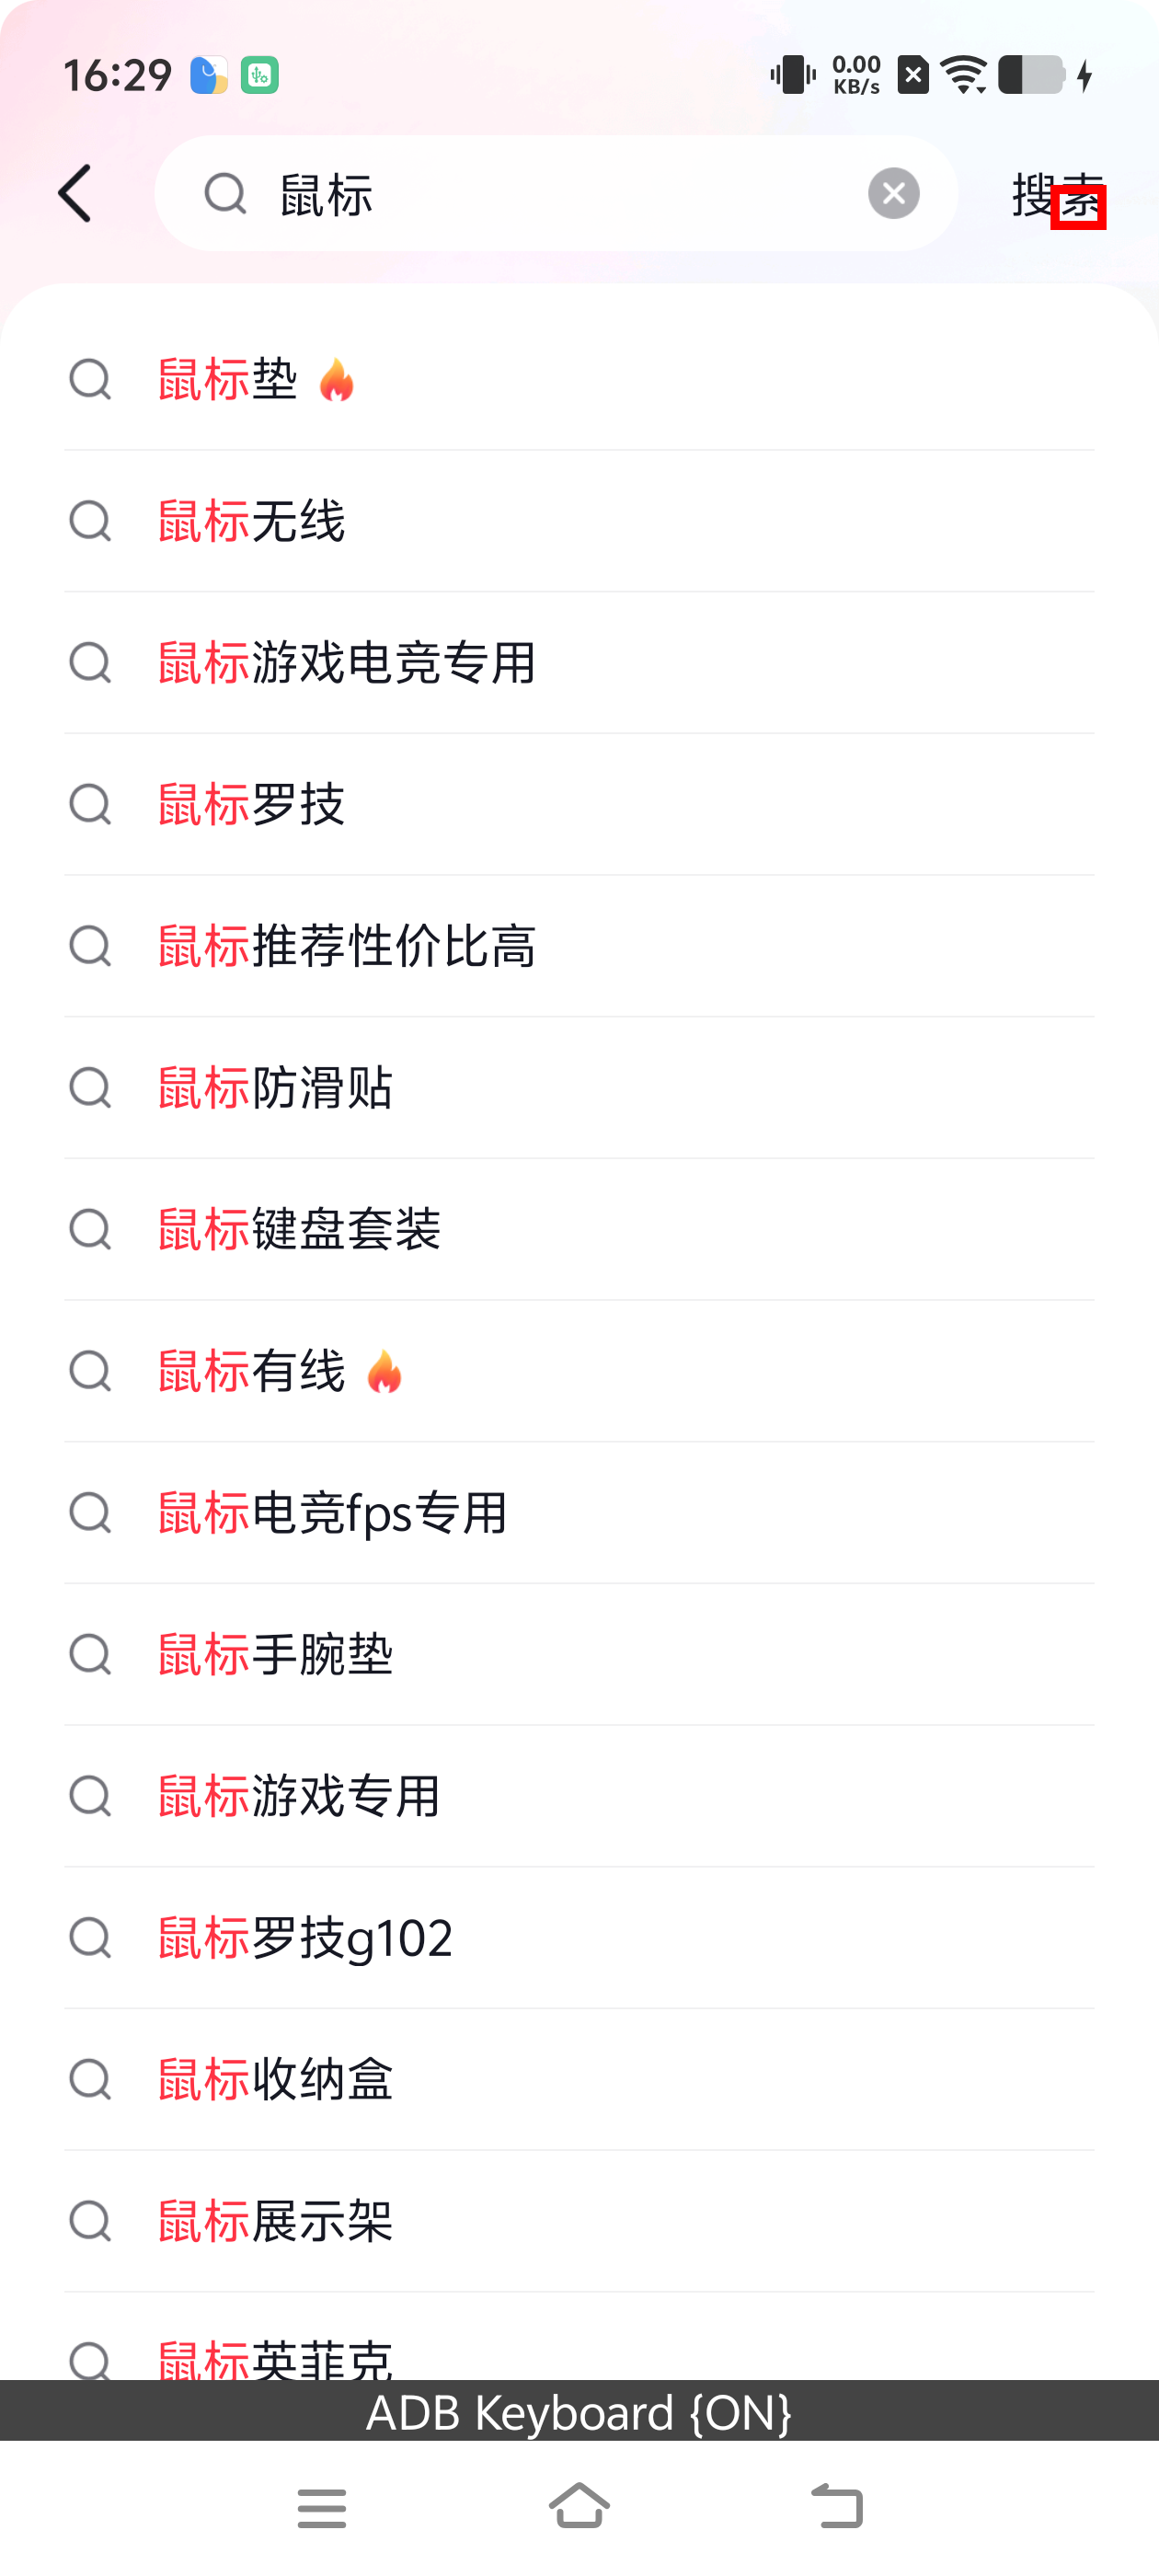 16:29
0.00
KB/s
鼠标
搜索
鼠标垫
鼠标无线
鼠标游戏电竞专用
鼠标罗技
鼠标推荐性价比高
鼠标防滑贴
鼠标键盘套装
鼠标有线
鼠标电竞fps专用
鼠标手腕垫
鼠标游戏专用
鼠标罗技g102
鼠标收纳盒
鼠标展示架
鼠标英菲克
ADB Keyboard {ON}